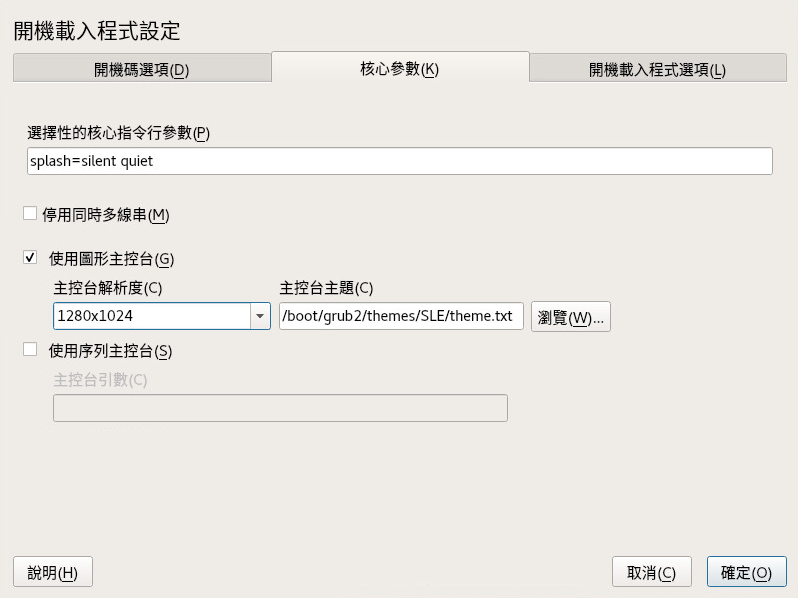 開機載入程式設定
開機碼選項(D)
核心參數(K)
開機載入程式選項(L)
選擇性的核心指令行參數(P)
splash=silent quiet
停用同時多線串(M)
使用圖形主控台(G)
主控台解析度(C)
主控台主題(C)
1280x1024
/boot/grub2/themes/SLE/theme.txt
瀏覽(W)...
使用序列主控台(S)
主控台引數(C)
說明(H)
取消(C)
確定(O)